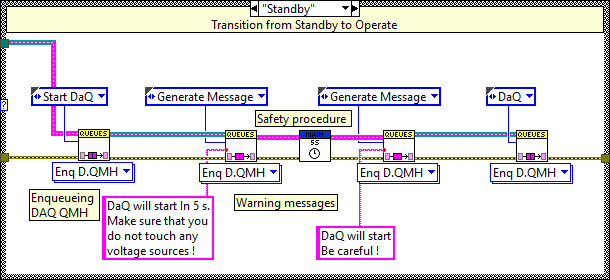 "Standby"
Transition from Standby to Operate
Start DaQ
Generate Message
Generate Message
DaQ
Safety procedure
QUEUES
QUEUES
MAIN
5S
QUEUES
QUEUES
Enq D.QMH
Enq D.QMH
Enq D.QMH
Enq D.QMH
Enqueueing
DAQ QMH
DaQ will start In 5 s.
Make sure that you
do not touch any
voltage sources !
Warning messages
DaQ will start
Be careful !